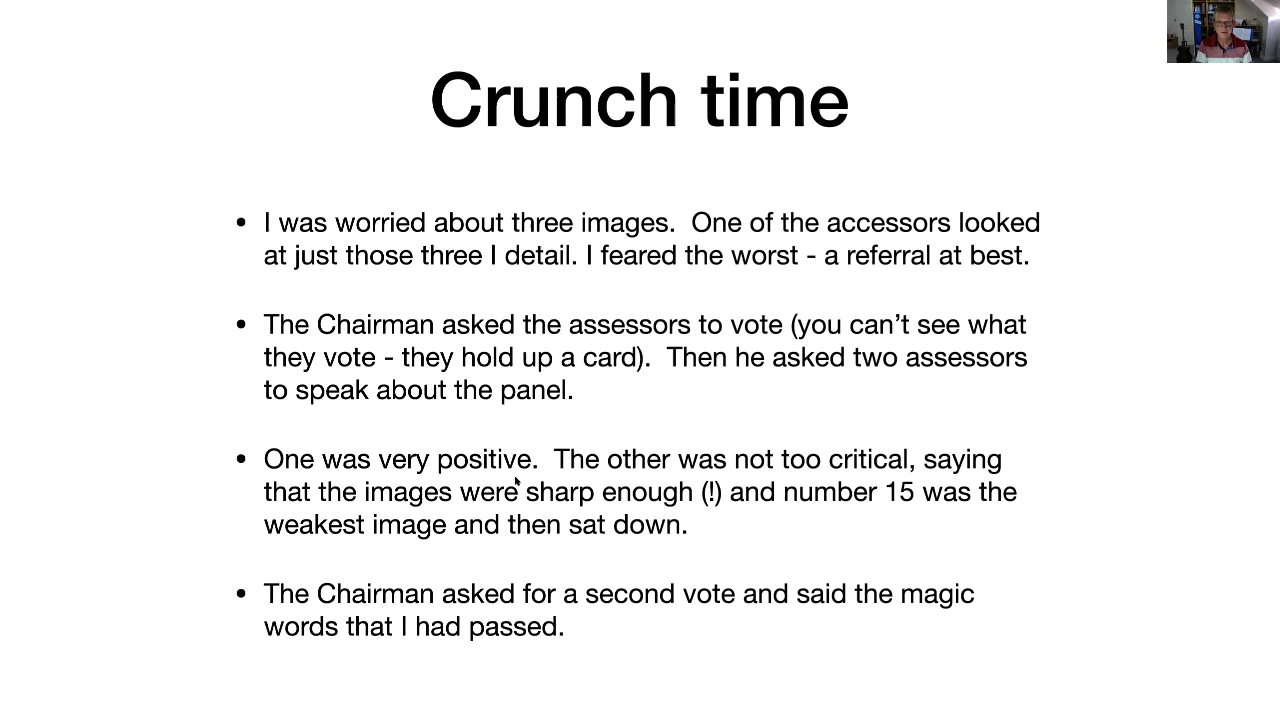 Crunch time
• I was worried about three images.  One of the accessors looked
at just those three I detail. I feared the worst - a referral at best.
• The Chairman asked the assessors to vote (you can’t see what
they vote - they hold up a card).  Then he asked two assessors
to speak about the panel.
• One was very positive.  The other was not too critical, saying
that the images were sharp enough (!) and number 15 was the
weakest image and then sat down.
• The Chairman asked for a second vote and said the magic
words that I had passed.